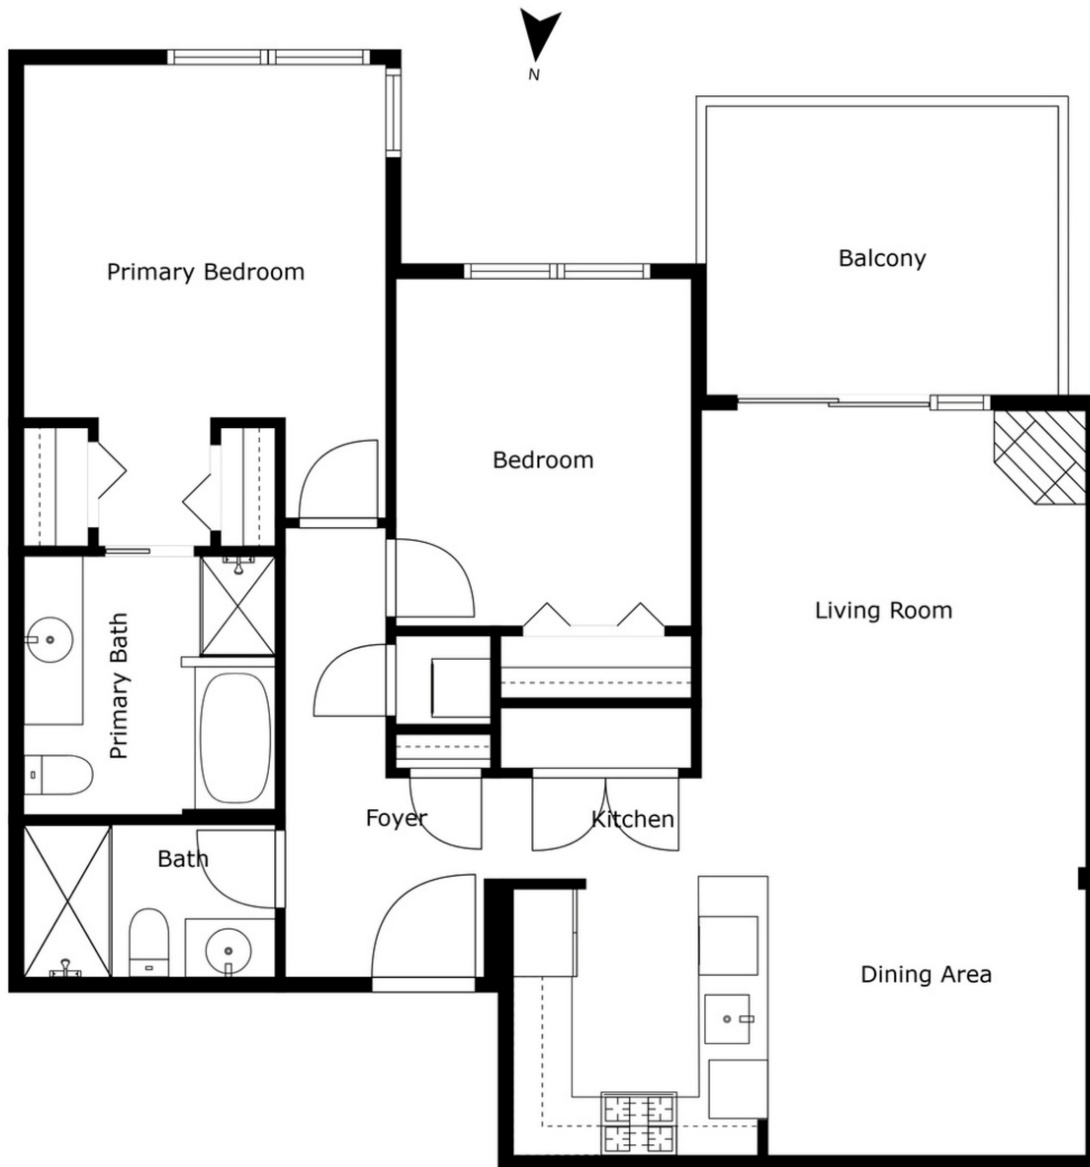 N
Primary Bedroom
Balcony
Bedroom
Living Room
Primary Bath
Foyer
Kitchen
Bath
Dining Area